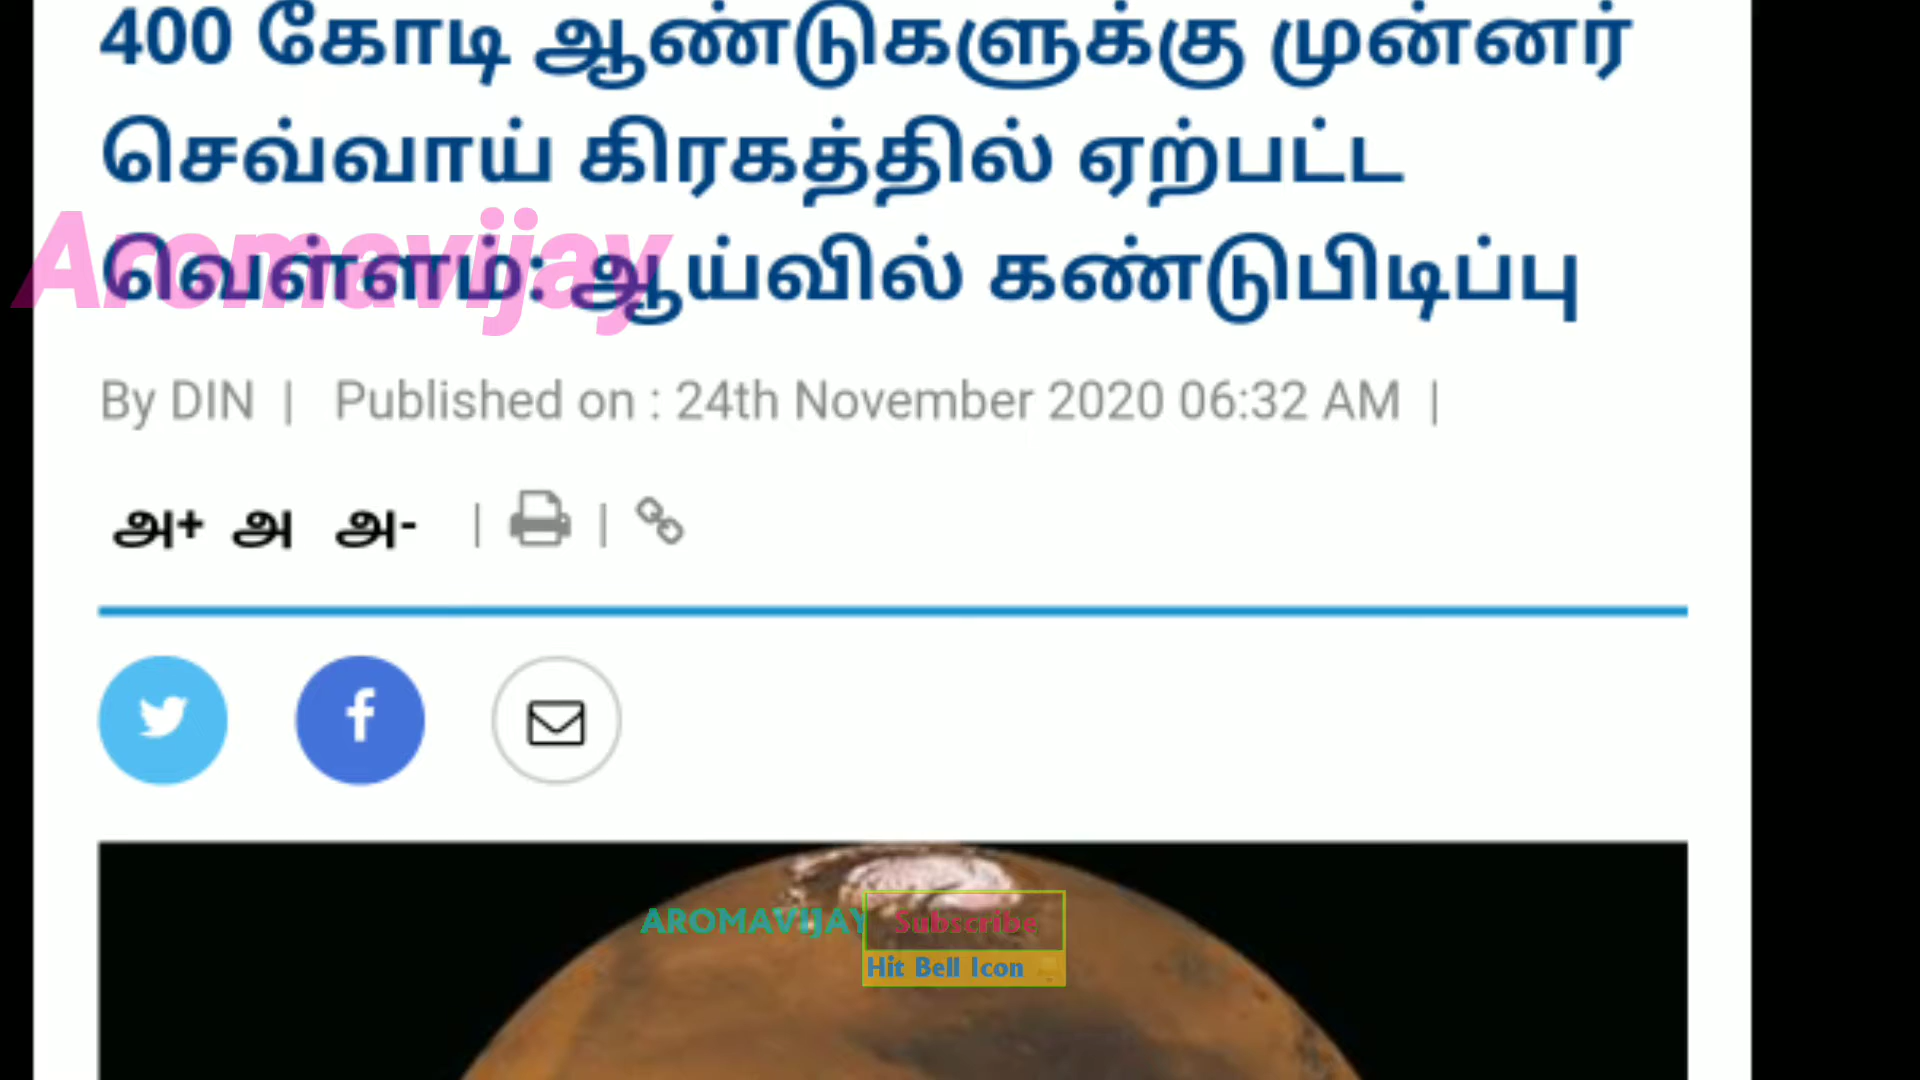 400 கோடி ஆண்டுகளுக்கு முன்னர்
செவ்வாய் கிரகத்தில் ஏற்பட்ட
வெள்ளம்: ஆய்வில் கண்டுபிடிப்பு
Aromavijay
By DIN | Published on : 24th November 2020 06:32 AM |
அ+ அ அ- | |
AROMAVIJAY Subscribe
Hit Bell Icon